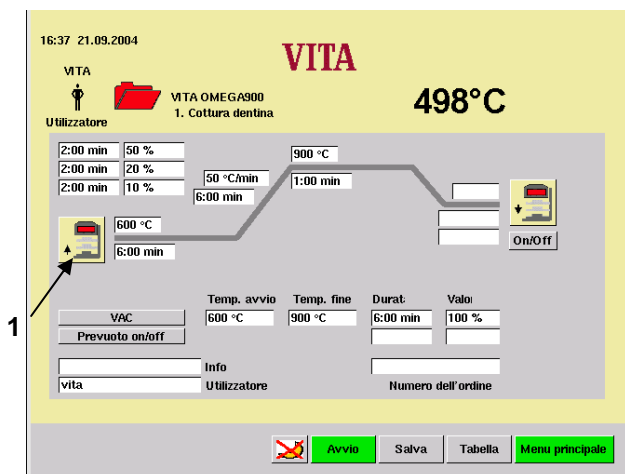 16:37 21.09.2004
VITA
VITA
Utilizzatore
VITA OMEGA900
1. Cottura dentina
498°C
2:00 min 50 %
2:00 min 20 %
2:00 min 10 %
50 °C/min
6:00 min
900 °C
1:00 min
600 °C
6:00 min
On/Off
1
Temp. avvio Temp. fine Durat Valor
VAC 600 °C 900 °C 6:00 min 100 %
Prevuoto on/off
Info
vita Utilizzatore Numero dell'ordine
Avvio Salva Tabella Menu principale